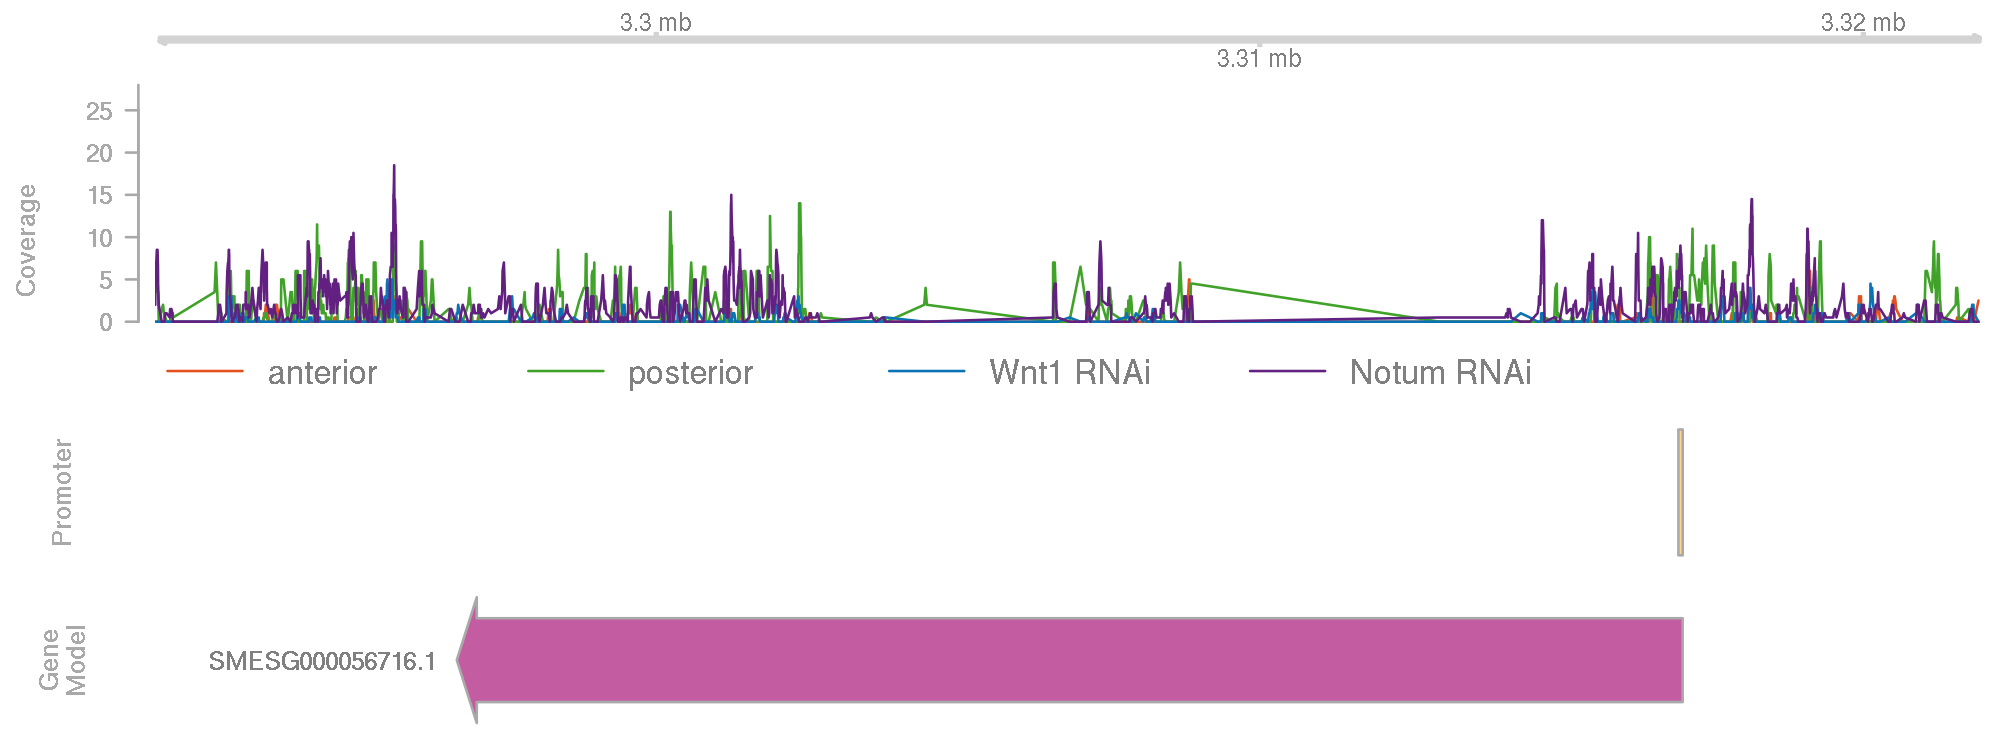 3.3 mb
3.32 mb
3.31 mb
Coverage
25
20
15
10
5
0
anterior
posterior
Wnt1 RNAi
Notum RNAi
Promoter
Gene
Model
SMESG000056716.1